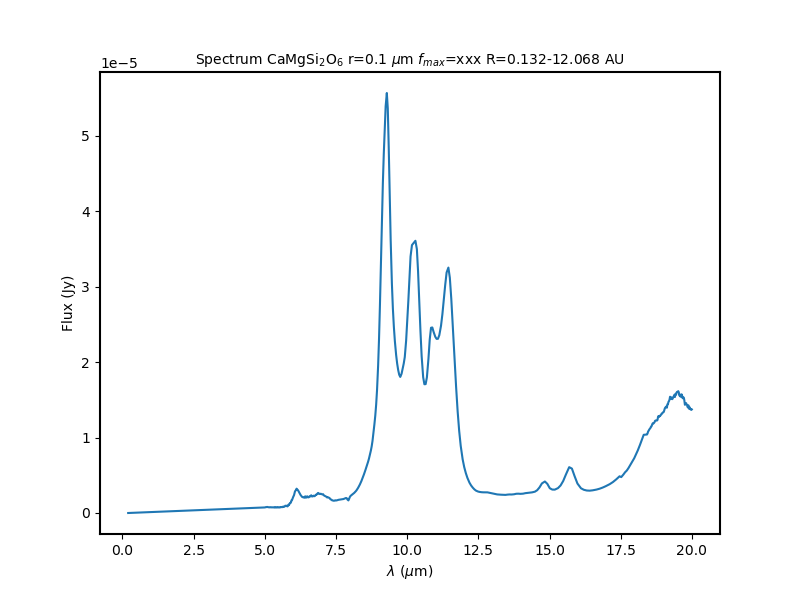 Spectrum CaMgSi₂O₆ r=0.1 μm f_max=xxx R=0.132-12.068 AU
1e−5
5
4
3
2
1
0
Flux (Jy)
0.0 2.5 5.0 7.5 10.0 12.5 15.0 17.5 20.0
λ (μm)